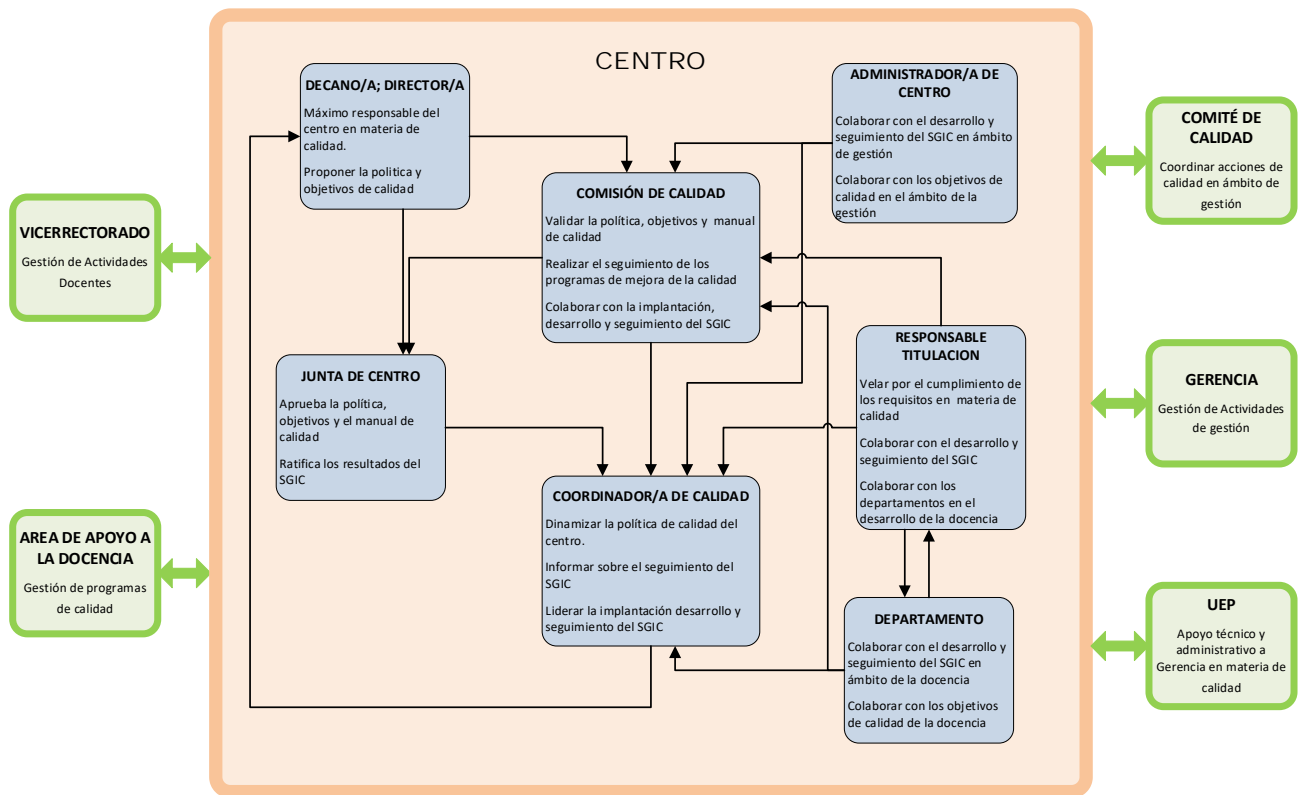 CENTRO
DECANO/A; DIRECTOR/A
Máximo responsable del
centro en materia de
calidad.
Proponer la politica y
objetivos de calidad
ADMINISTRADOR/A DE
CENTRO
Colaborar con el desarrollo y
seguimiento del SGIC en ámbito
de gestión
Colaborar con los objetivos de
calidad en el ámbito de la
gestión
COMITÉ DE
CALIDAD
Coordinar acciones de
calidad en ámbito de
gestión
VICERRECTORADO
Gestión de Actividades
Docentes
COMISIÓN DE CALIDAD
Validar la política, objetivos y manual
de calidad
Realizar el seguimiento de los
programas de mejora de la calidad
Colaborar con la implantación,
desarrollo y seguimiento del SGIC
JUNTA DE CENTRO
Aprueba la política,
objetivos y el manual de
calidad
Ratifica los resultados del
SGIC
RESPONSABLE
TITULACION
Velar por el cumplimiento de
los requisitos en materia de
calidad
Colaborar con el desarrollo y
seguimiento del SGIC
Colaborar con los
departamentos en el
desarrollo de la docencia
GERENCIA
Gestión de Actividades
de gestión
COORDINADOR/A DE CALIDAD
Dinamizar la política de calidad del
centro.
Informar sobre el seguimiento del
SGIC
Liderar la implantación desarrollo y
seguimiento del SGIC
AREA DE APOYO A
LA DOCENCIA
Gestión de programas
de calidad
DEPARTAMENTO
Colaborar con el desarrollo y
seguimiento del SGIC en
ámbito de la docencia
Colaborar con los objetivos
de calidad de la docencia
UEP
Apoyo técnico y
administrativo a
Gerencia en materia de
calidad